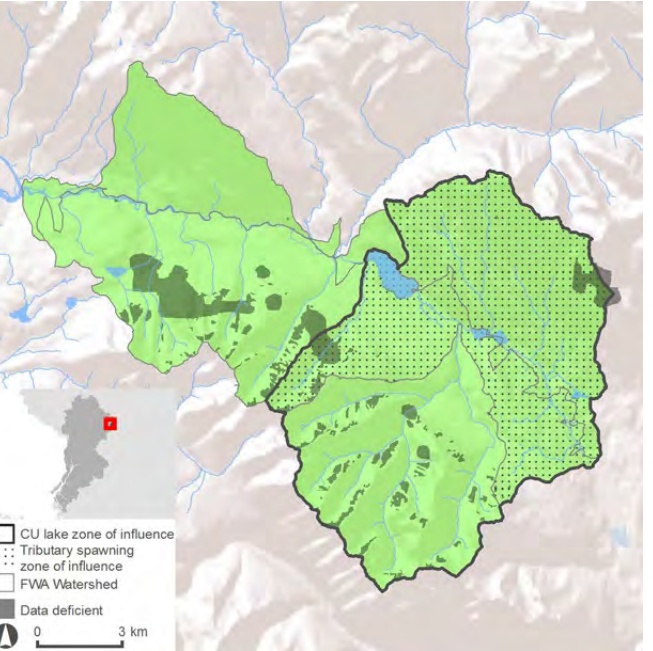 CU lake zone of influence
Tributary spawning
zone of influence
FWA Watershed
Data deficient
0 3 km